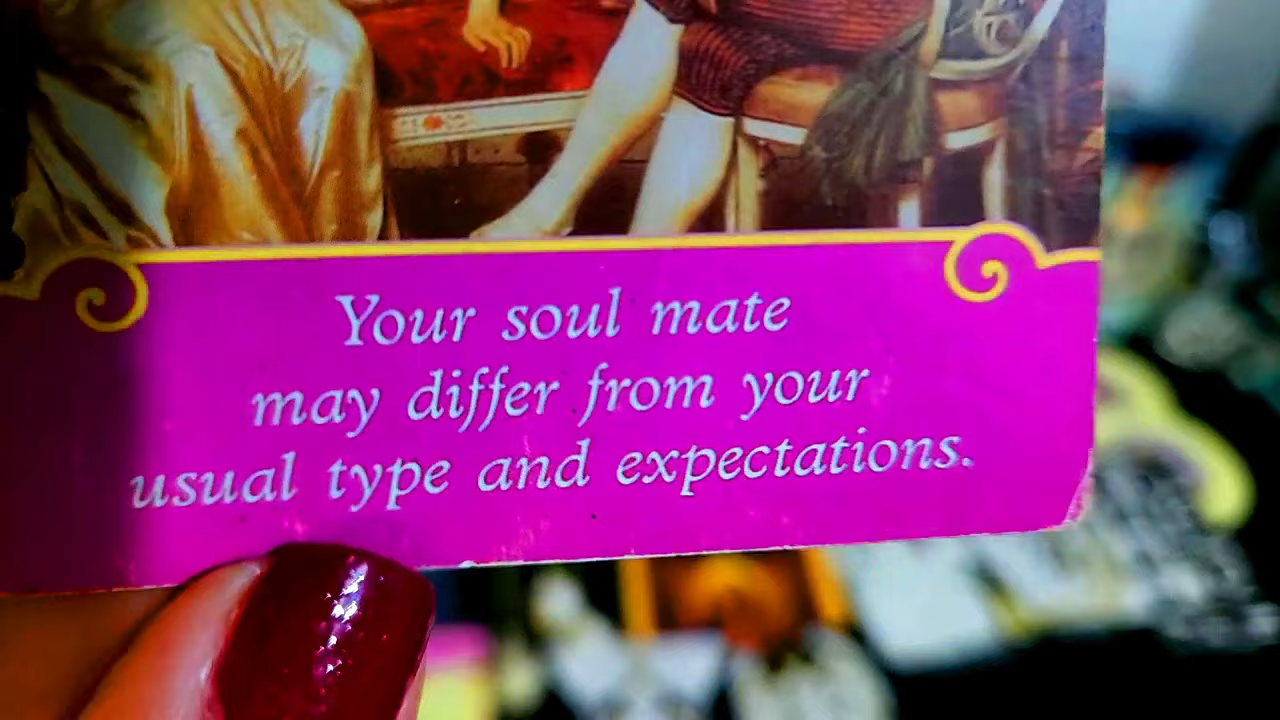 Your soul mate
may differ from your
usual type and expectations.